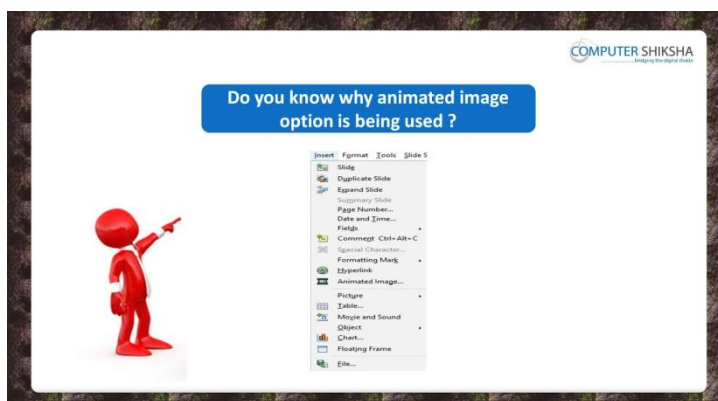 COMPUTER SHIKSHA
bridging the digital divide
Do you know why animated image
option is being used ?
Insert Format Tools Slide S
Slide
Duplicate Slide
Expand Slide
Summary Slide
Page Number...
Date and Time...
Fields
Comment Ctrl+Alt+C
Special Character...
Formatting Mark
Hyperlink
Animated Image...
Picture
Table...
Movie and Sound
Object
Chart...
Floating Frame
File...